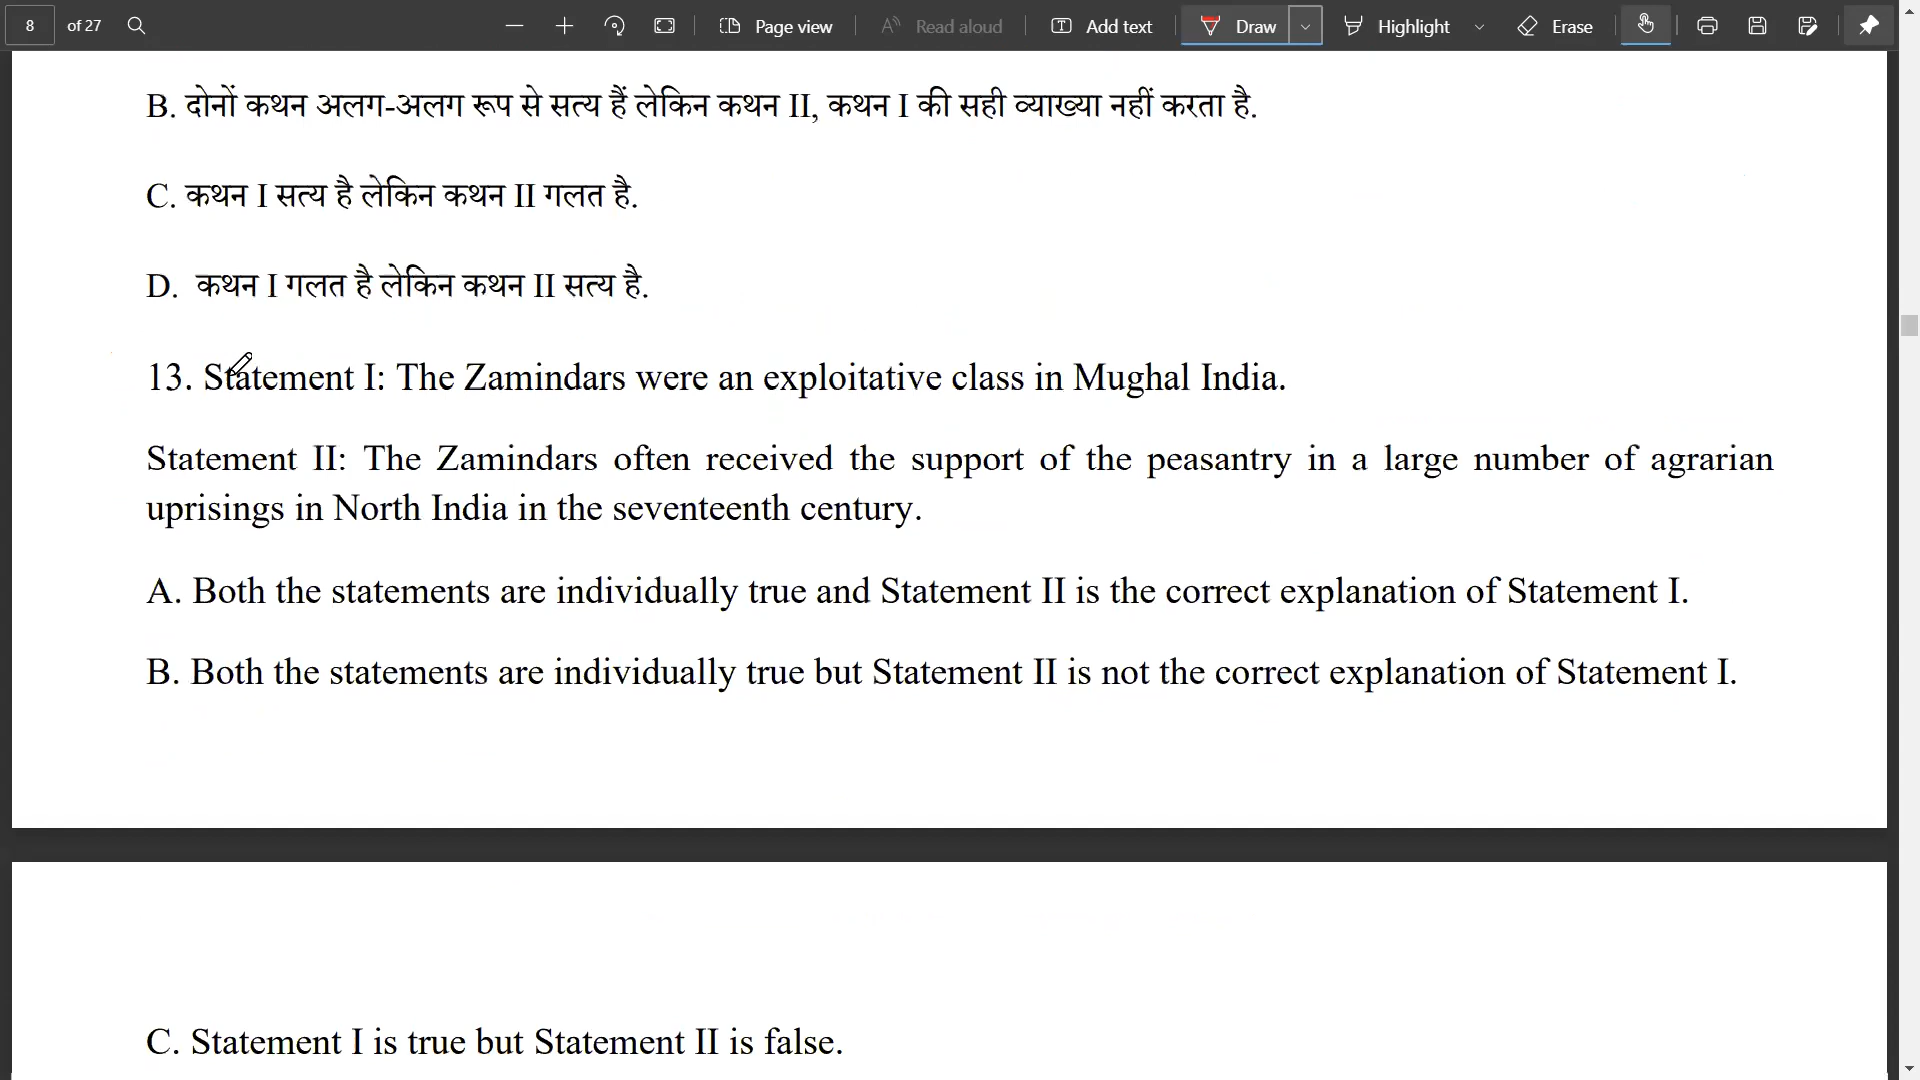 8 of 27 Page view Read aloud Add text Draw Highlight Erase
B. दोनों कथन अलग-अलग रूप से सत्य हैं लेकिन कथन II, कथन I की सही व्याख्या नहीं करता है.
C. कथन I सत्य है लेकिन कथन II गलत है.
D. कथन I गलत है लेकिन कथन II सत्य है.
13. Statement I: The Zamindars were an exploitative class in Mughal India.
Statement II: The Zamindars often received the support of the peasantry in a large number of agrarian
uprisings in North India in the seventeenth century.
A. Both the statements are individually true and Statement II is the correct explanation of Statement I.
B. Both the statements are individually true but Statement II is not the correct explanation of Statement I.
C. Statement I is true but Statement II is false.